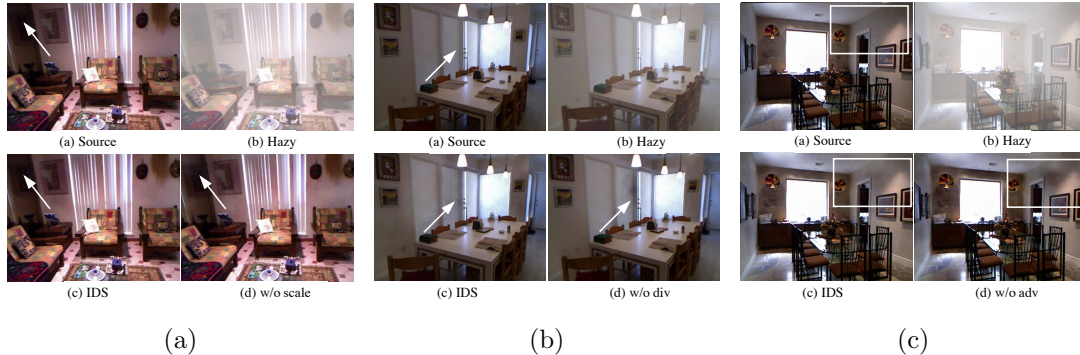 (a) Source (b) Hazy
(c) IDS (d) w/o scale
(a)
(a) Source (b) Hazy
(c) IDS (d) w/o div
(b)
(a) Source (b) Hazy
(c) IDS (d) w/o adv
(c)